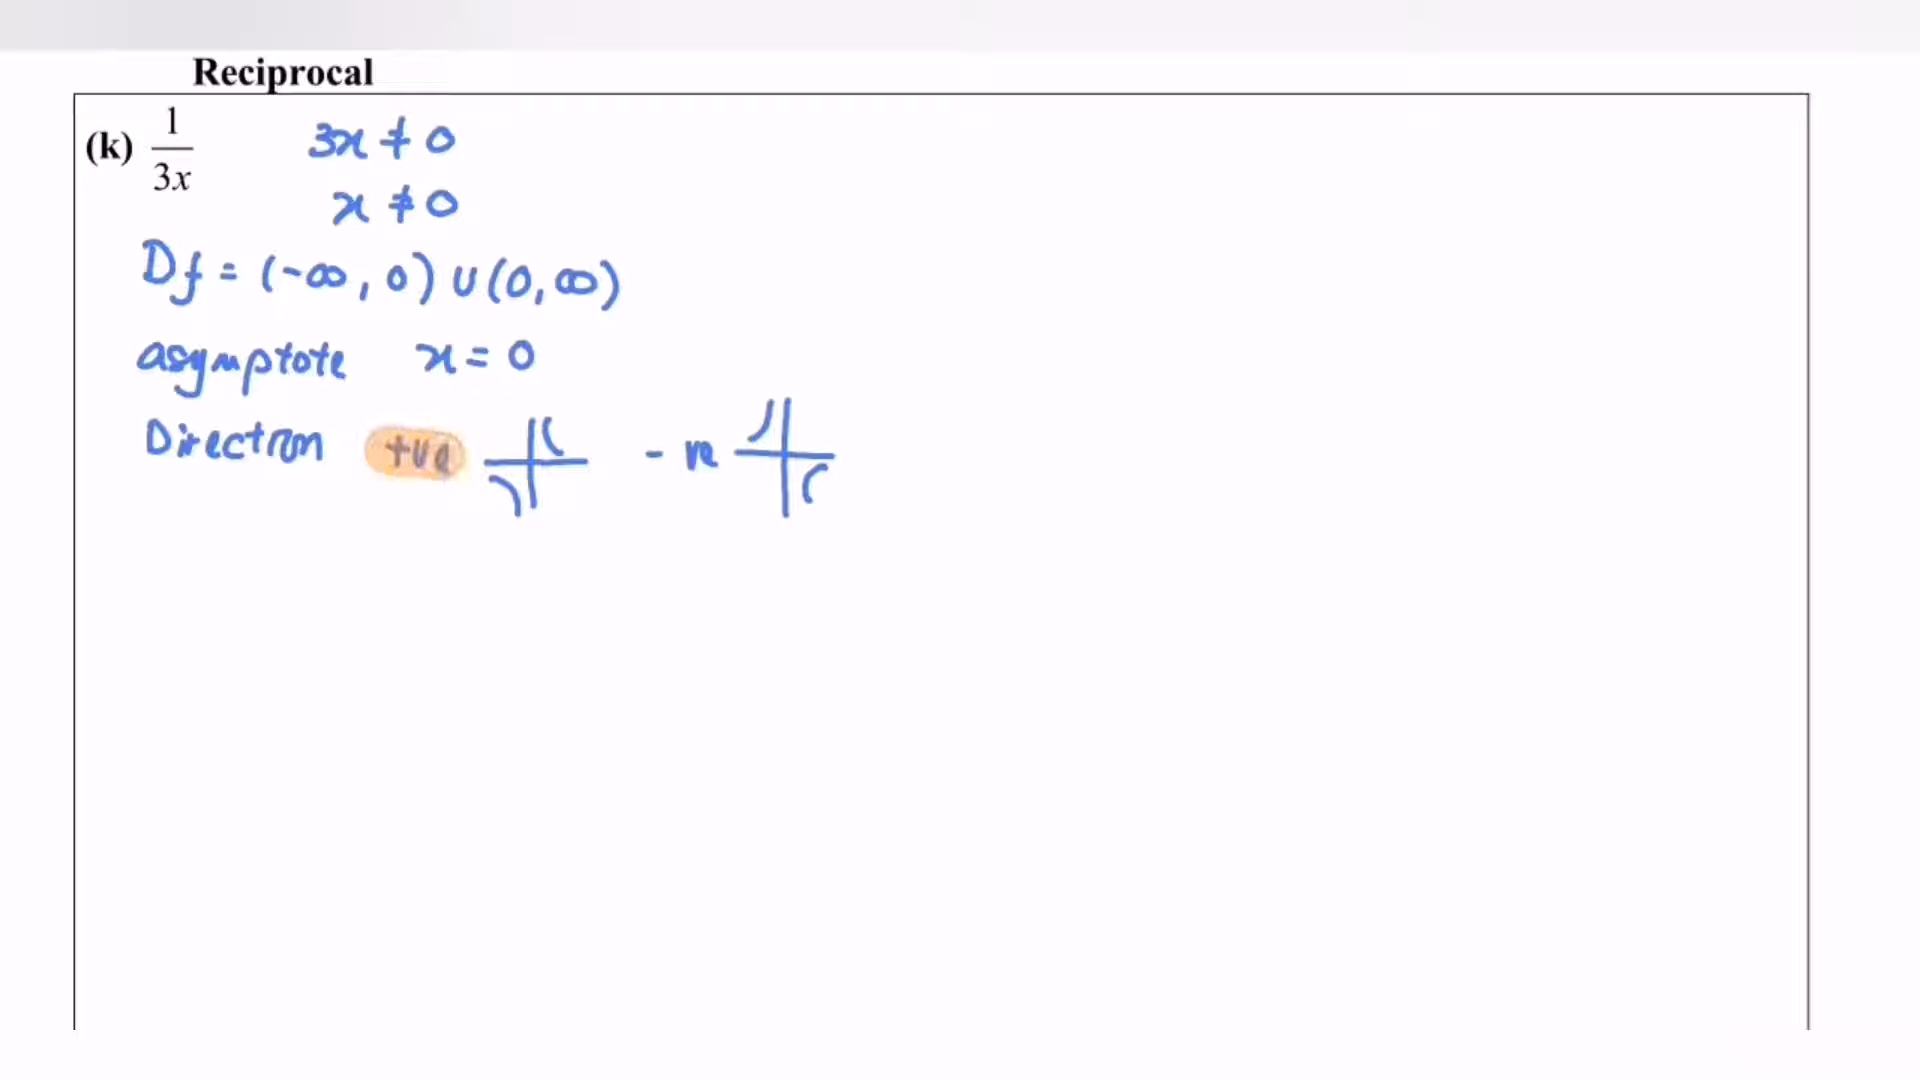 Reciprocal
(k) 1/3x 3x ≠ 0
x ≠ 0
Df = (-∞, 0) ∪ (0, ∞)
asymptote x = 0
Direction +ve -ve